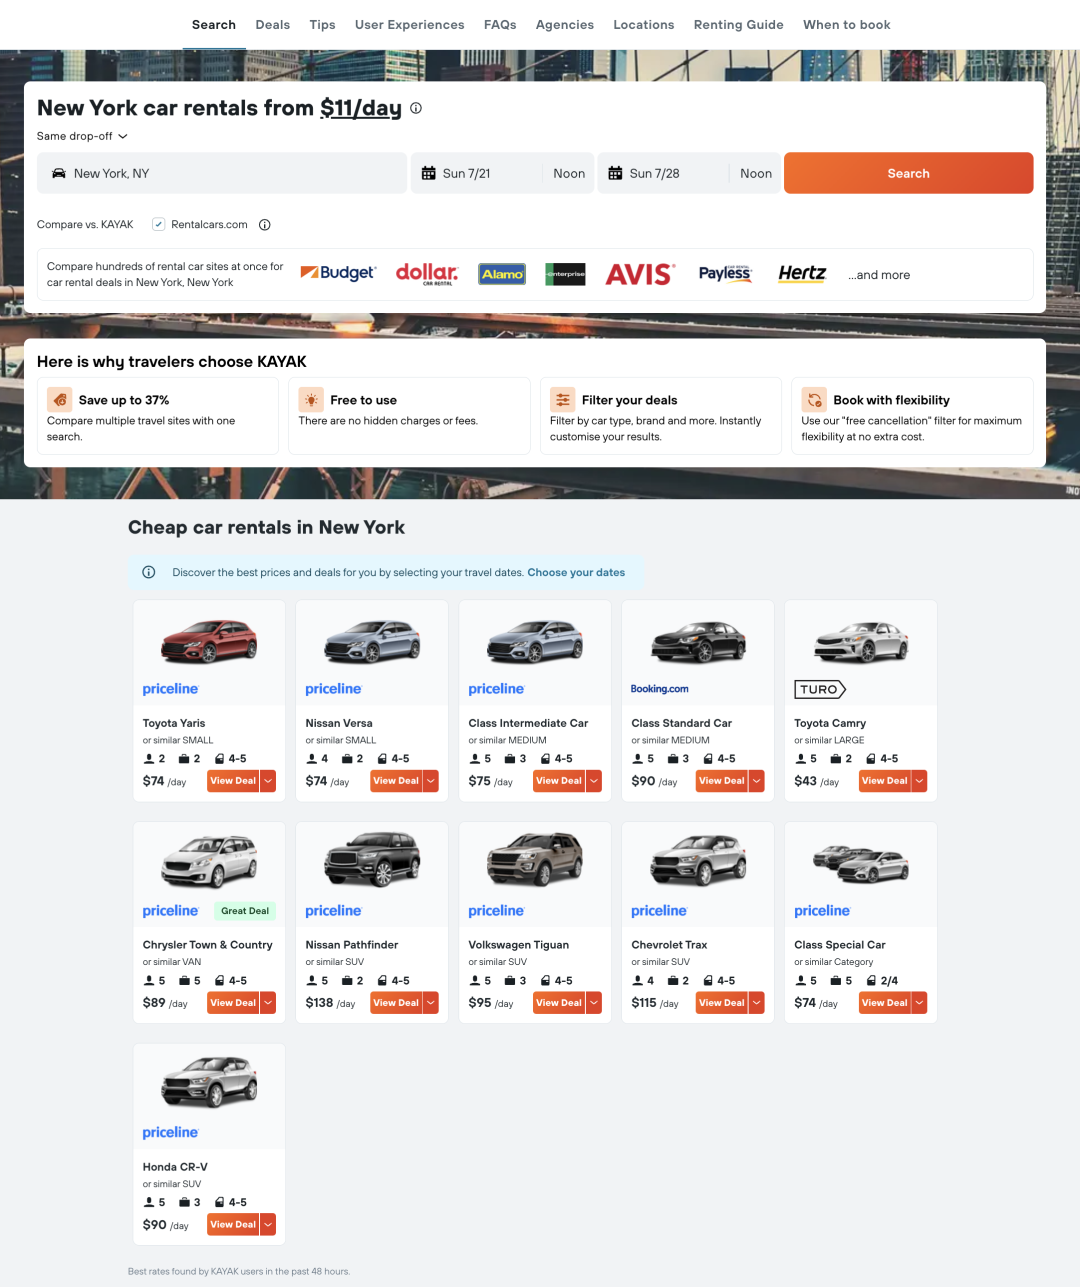 Search Deals Tips User Experiences FAQs Agencies Locations Renting Guide When to book
New York car rentals from $11/day
Same drop-off
New York, NY Sun 7/21 Noon Sun 7/28 Noon Search
Compare vs. KAYAK Rentalcars.com
Compare hundreds of rental car sites at once for
car rental deals in New York, New York
Budget dollar. CAR RENTAL Alamo enterprise AVIS Payless CAR RENTAL Hertz ...and more
Here is why travelers choose KAYAK
Save up to 37%
Compare multiple travel sites with one
search.
Free to use
There are no hidden charges or fees.
Filter your deals
Filter by car type, brand and more. Instantly
customise your results.
Book with flexibility
Use our "free cancellation" filter for maximum
flexibility at no extra cost.
Cheap car rentals in New York
Discover the best prices and deals for you by selecting your travel dates. Choose your dates
priceline
Toyota Yaris
or similar SMALL
2 2 4-5
$74 /day View Deal
priceline
Nissan Versa
or similar SMALL
4 2 4-5
$74 /day View Deal
priceline
Class Intermediate Car
or similar MEDIUM
5 3 4-5
$75 /day View Deal
Booking.com
Class Standard Car
or similar MEDIUM
5 3 4-5
$90 /day View Deal
TURO
Toyota Camry
or similar LARGE
5 2 4-5
$43 /day View Deal
priceline Great Deal
Chrysler Town & Country
or similar VAN
5 5 4-5
$89 /day View Deal
priceline
Nissan Pathfinder
or similar SUV
5 2 4-5
$138 /day View Deal
priceline
Volkswagen Tiguan
or similar SUV
5 3 4-5
$95 /day View Deal
priceline
Chevrolet Trax
or similar SUV
4 2 4-5
$115 /day View Deal
priceline
Class Special Car
or similar Category
5 5 2/4
$74 /day View Deal
priceline
Honda CR-V
or similar SUV
5 3 4-5
$90 /day View Deal
Best rates found by KAYAK users in the past 48 hours.